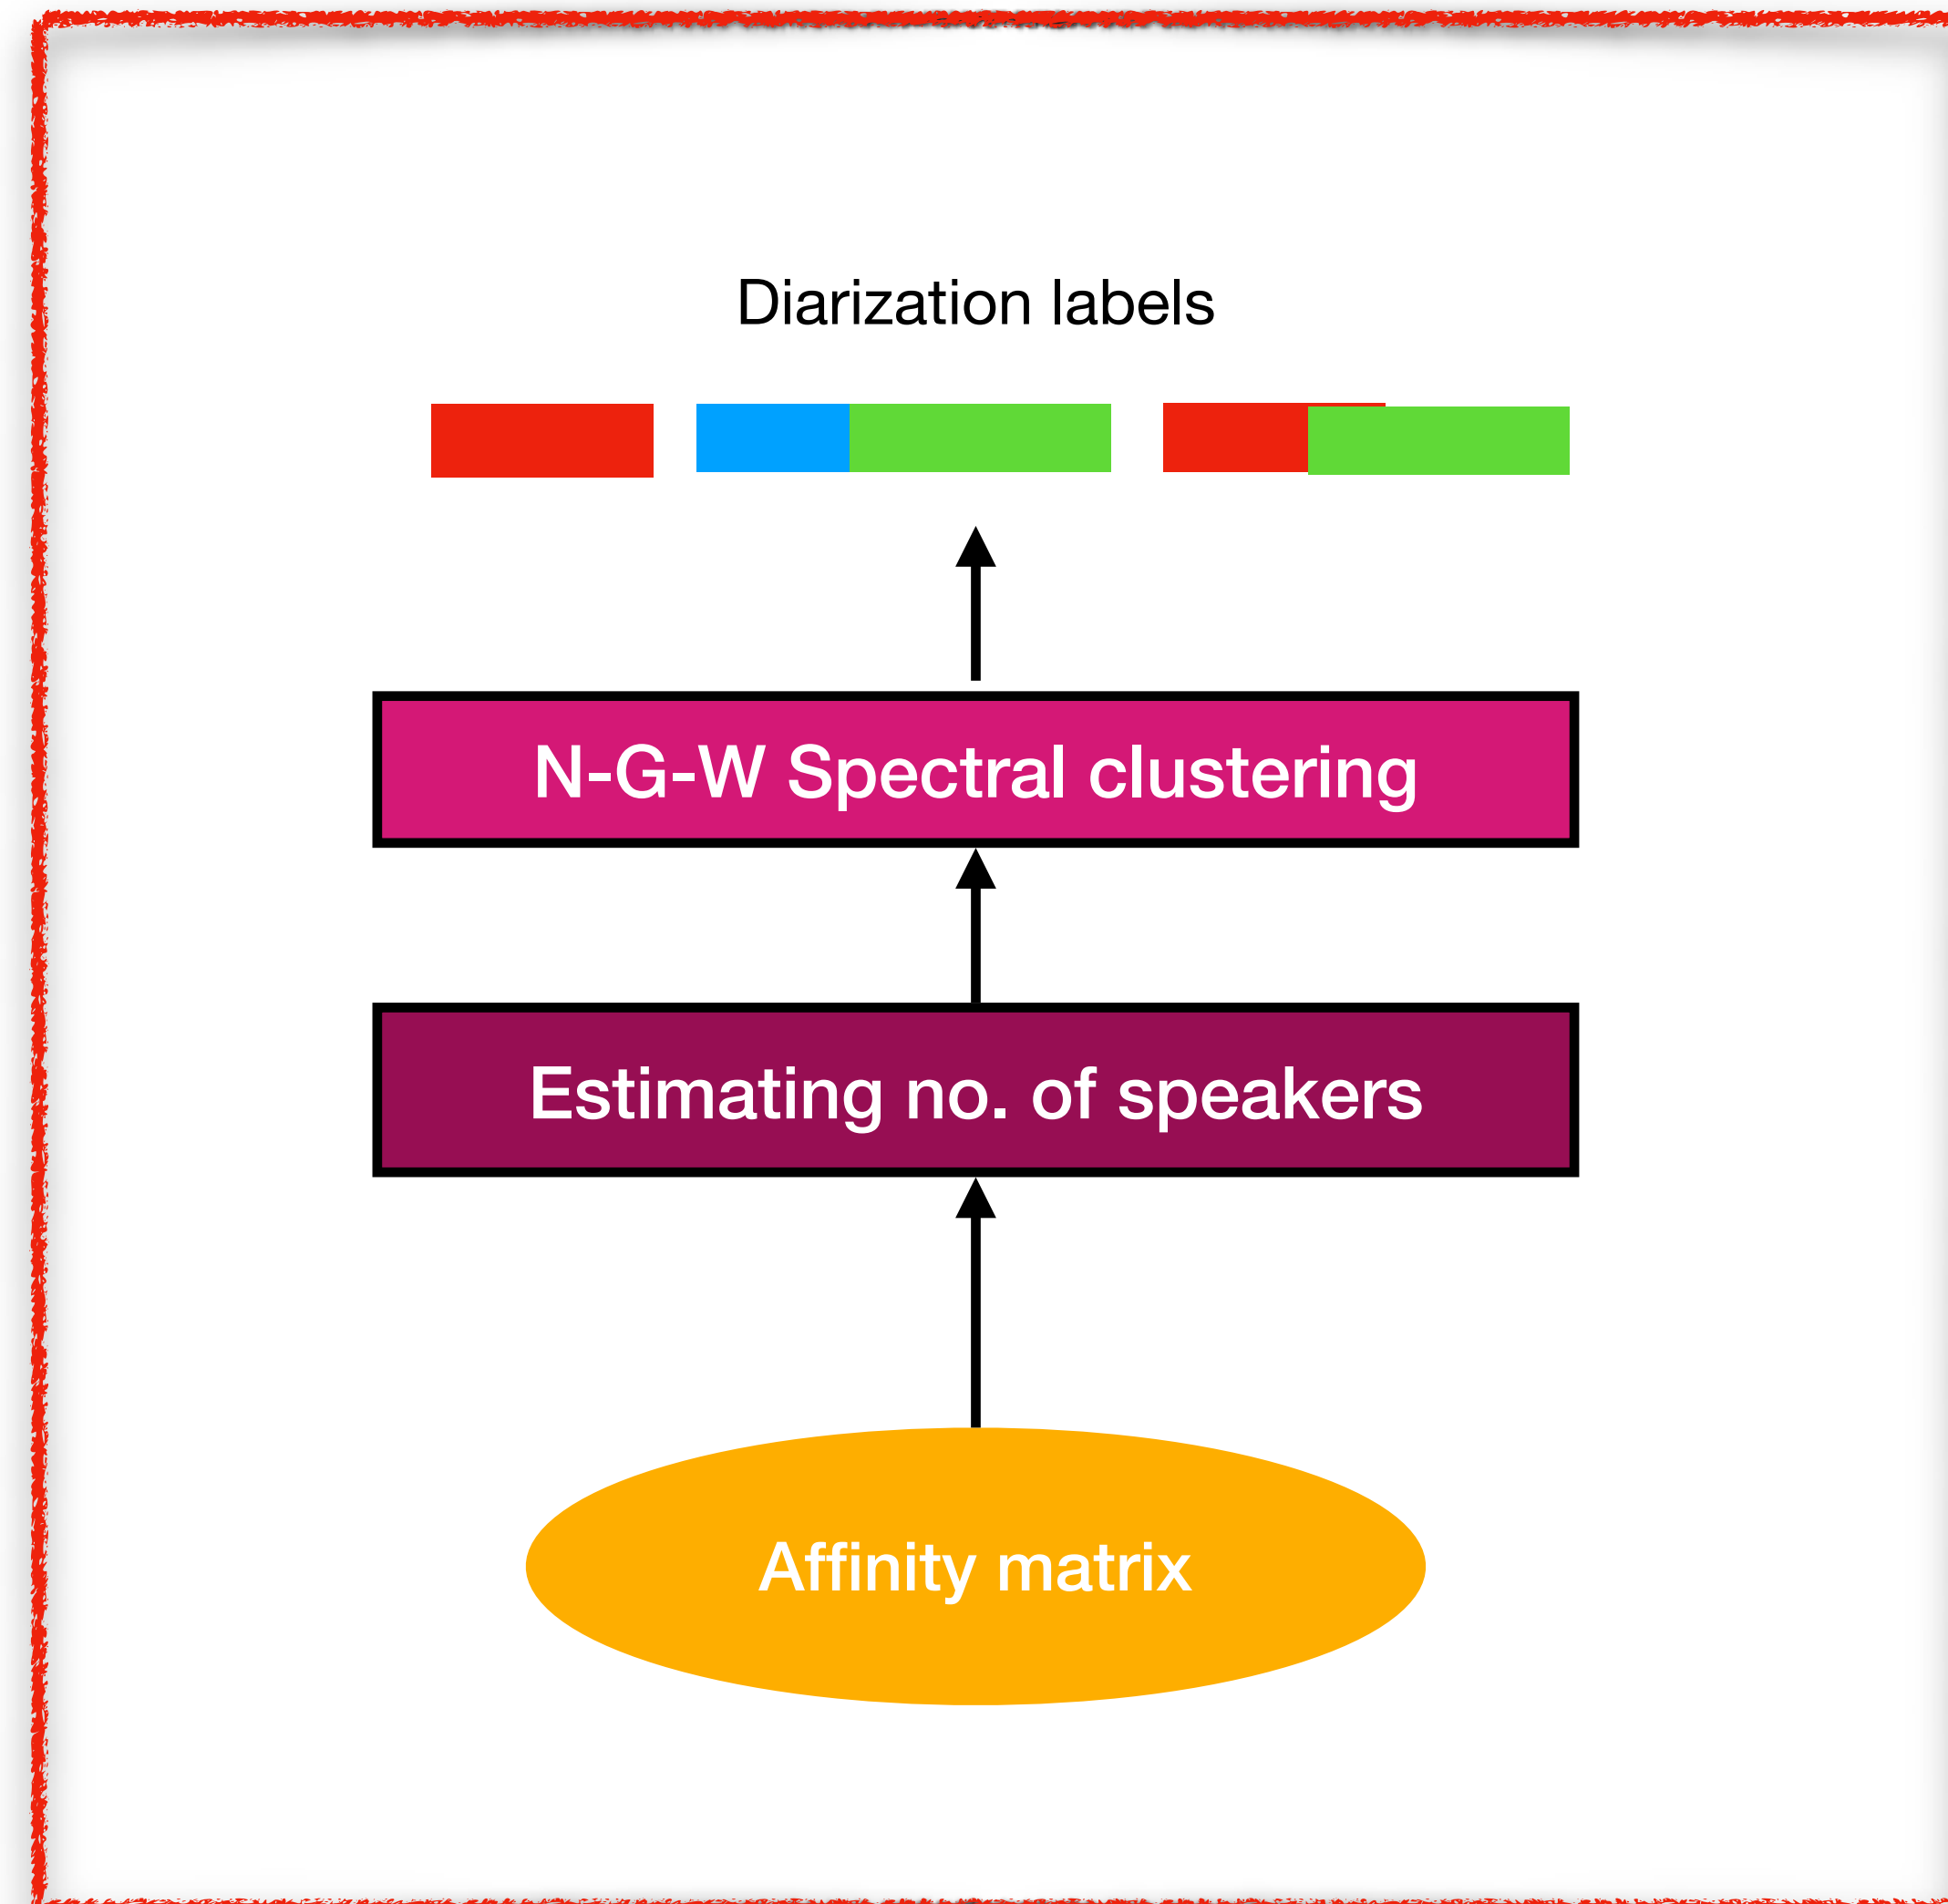 Diarization labels
N-G-W Spectral clustering
Estimating no. of speakers
Affinity matrix